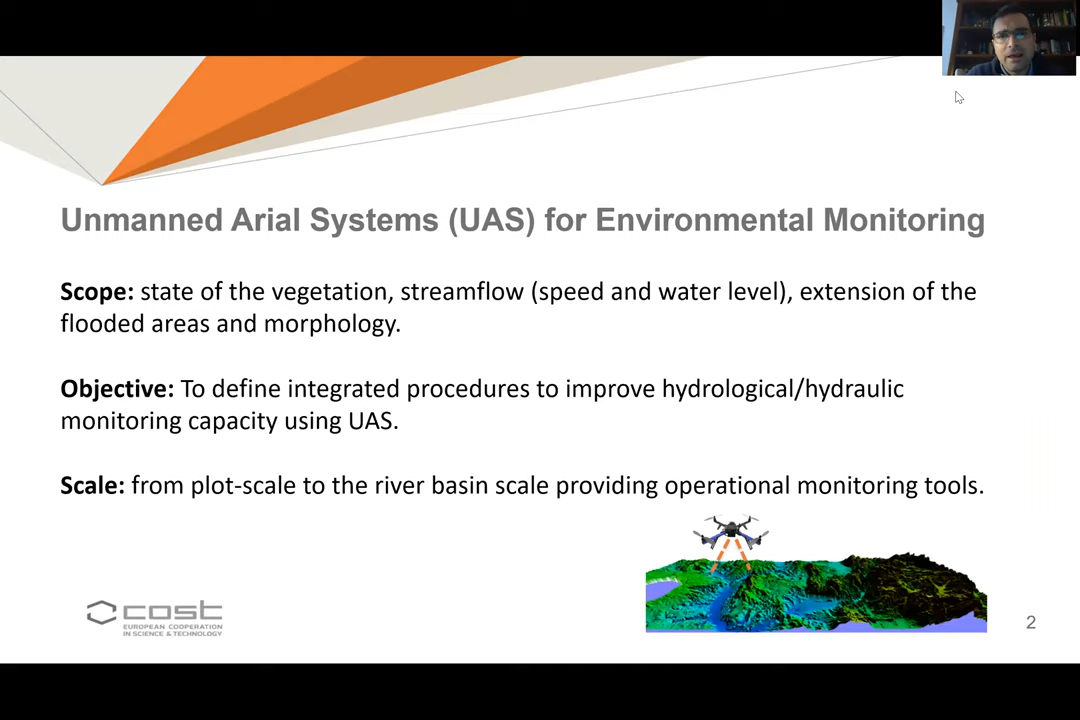 Unmanned Arial Systems (UAS) for Environmental Monitoring
Scope: state of the vegetation, streamflow (speed and water level), extension of the
flooded areas and morphology.
Objective: To define integrated procedures to improve hydrological/hydraulic
monitoring capacity using UAS.
Scale: from plot-scale to the river basin scale providing operational monitoring tools.
cost
EUROPEAN COOPERATION
IN SCIENCE & TECHNOLOGY
2